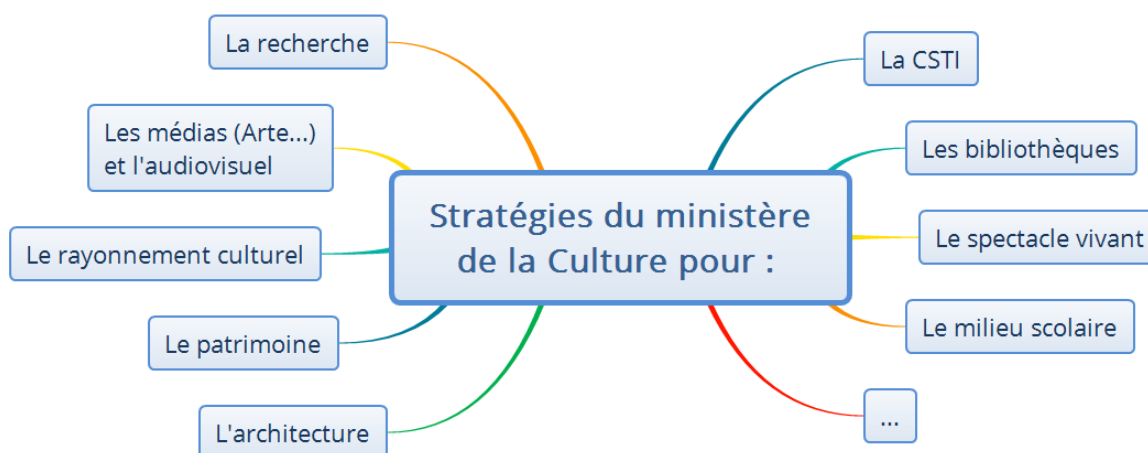 La recherche
Les médias (Arte...)
et l'audiovisuel
Le rayonnement culturel
Le patrimoine
L'architecture
Stratégies du ministère
de la Culture pour :
La CSTI
Les bibliothèques
Le spectacle vivant
Le milieu scolaire
...